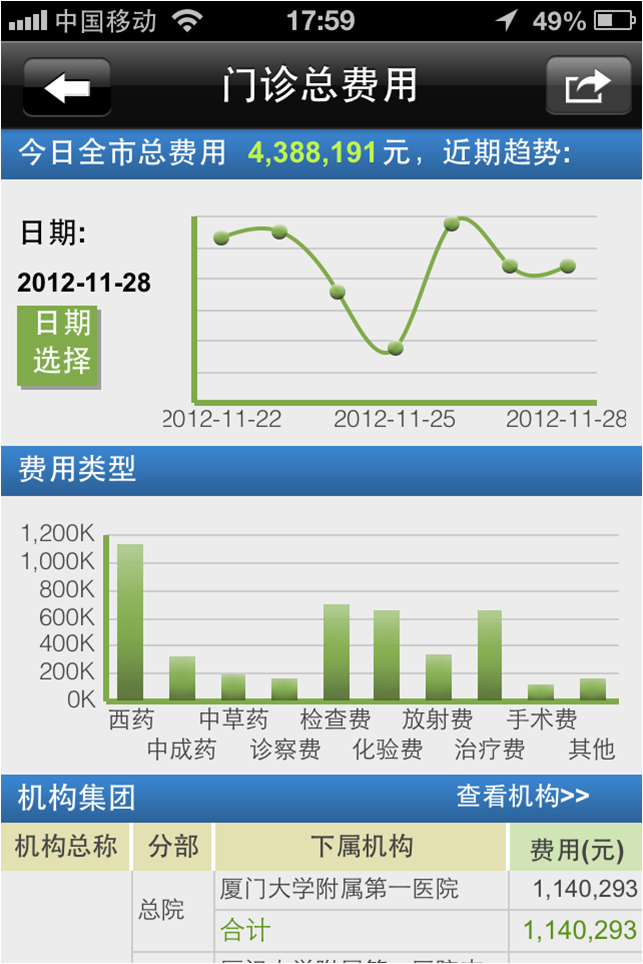 中国移动 17:59 49%
门诊总费用
今日全市总费用 4,388,191元，近期趋势:
日期:
2012-11-28
日期
选择
2012-11-22 2012-11-25 2012-11-28
费用类型
1,200K
1,000K
800K
600K
400K
200K
0K
西药 中草药 检查费 放射费 手术费
中成药 诊察费 化验费 治疗费 其他
机构集团 查看机构>>
机构总称 分部 下属机构 费用(元)
厦门大学附属第一医院 1,140,293
总院
合计 1,140,293